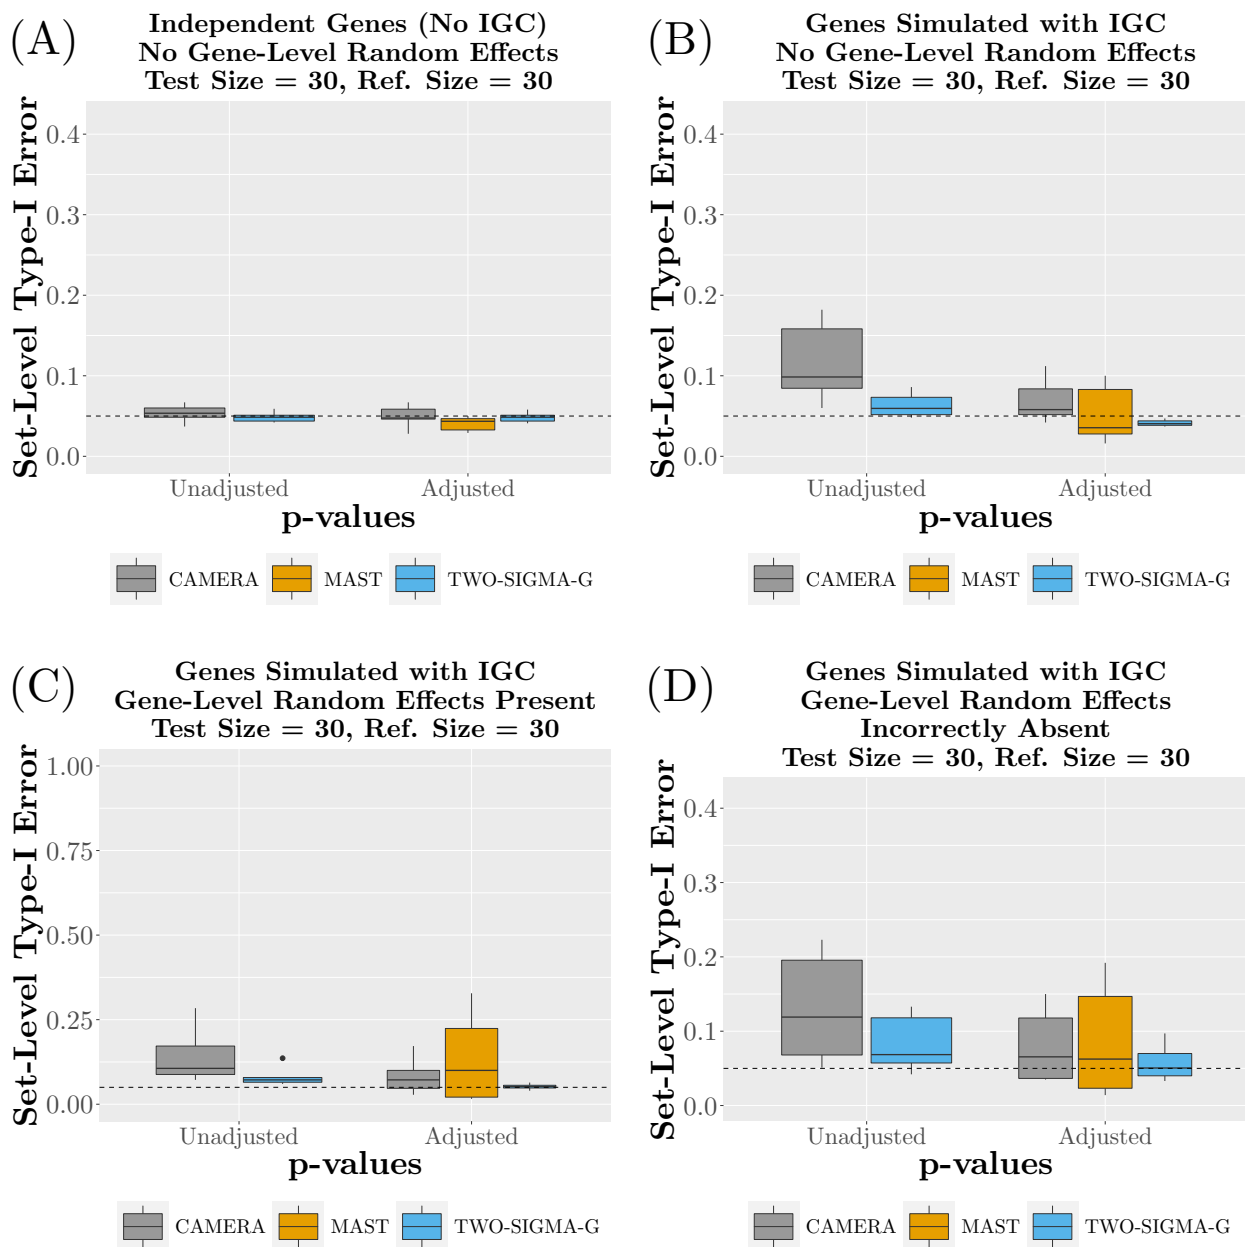 (A)
Independent Genes (No IGC)
No Gene-Level Random Effects
Test Size = 30, Ref. Size = 30
Set-Level Type-I Error
0.4
0.3
0.2
0.1
0.0
Unadjusted
Adjusted
p-values
CAMERA
MAST
TWO-SIGMA-G
(B)
Genes Simulated with IGC
No Gene-Level Random Effects
Test Size = 30, Ref. Size = 30
Set-Level Type-I Error
0.4
0.3
0.2
0.1
0.0
Unadjusted
Adjusted
p-values
CAMERA
MAST
TWO-SIGMA-G
(C)
Genes Simulated with IGC
Gene-Level Random Effects Present
Test Size = 30, Ref. Size = 30
Set-Level Type-I Error
1.00
0.75
0.50
0.25
0.00
Unadjusted
Adjusted
p-values
CAMERA
MAST
TWO-SIGMA-G
(D)
Genes Simulated with IGC
Gene-Level Random Effects
Incorrectly Absent
Test Size = 30, Ref. Size = 30
Set-Level Type-I Error
0.4
0.3
0.2
0.1
0.0
Unadjusted
Adjusted
p-values
CAMERA
MAST
TWO-SIGMA-G